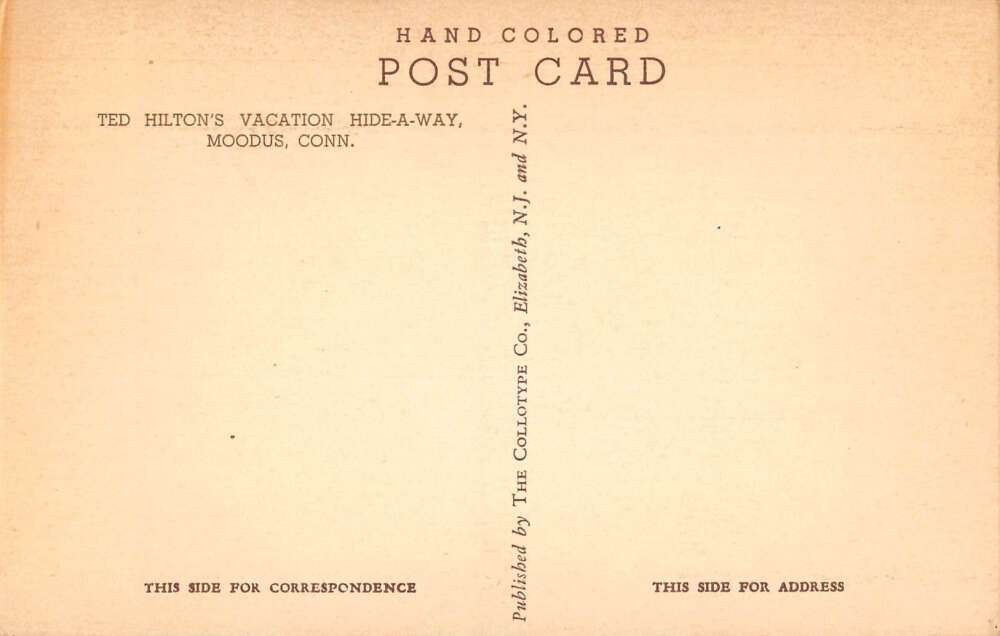 HAND COLORED
POST CARD
TED HILTON'S VACATION HIDE-A-WAY,
MOODUS, CONN.
Published by THE COLLOTYPE Co., Elizabeth, N.J. and N.Y.
THIS SIDE FOR CORRESPONDENCE
THIS SIDE FOR ADDRESS